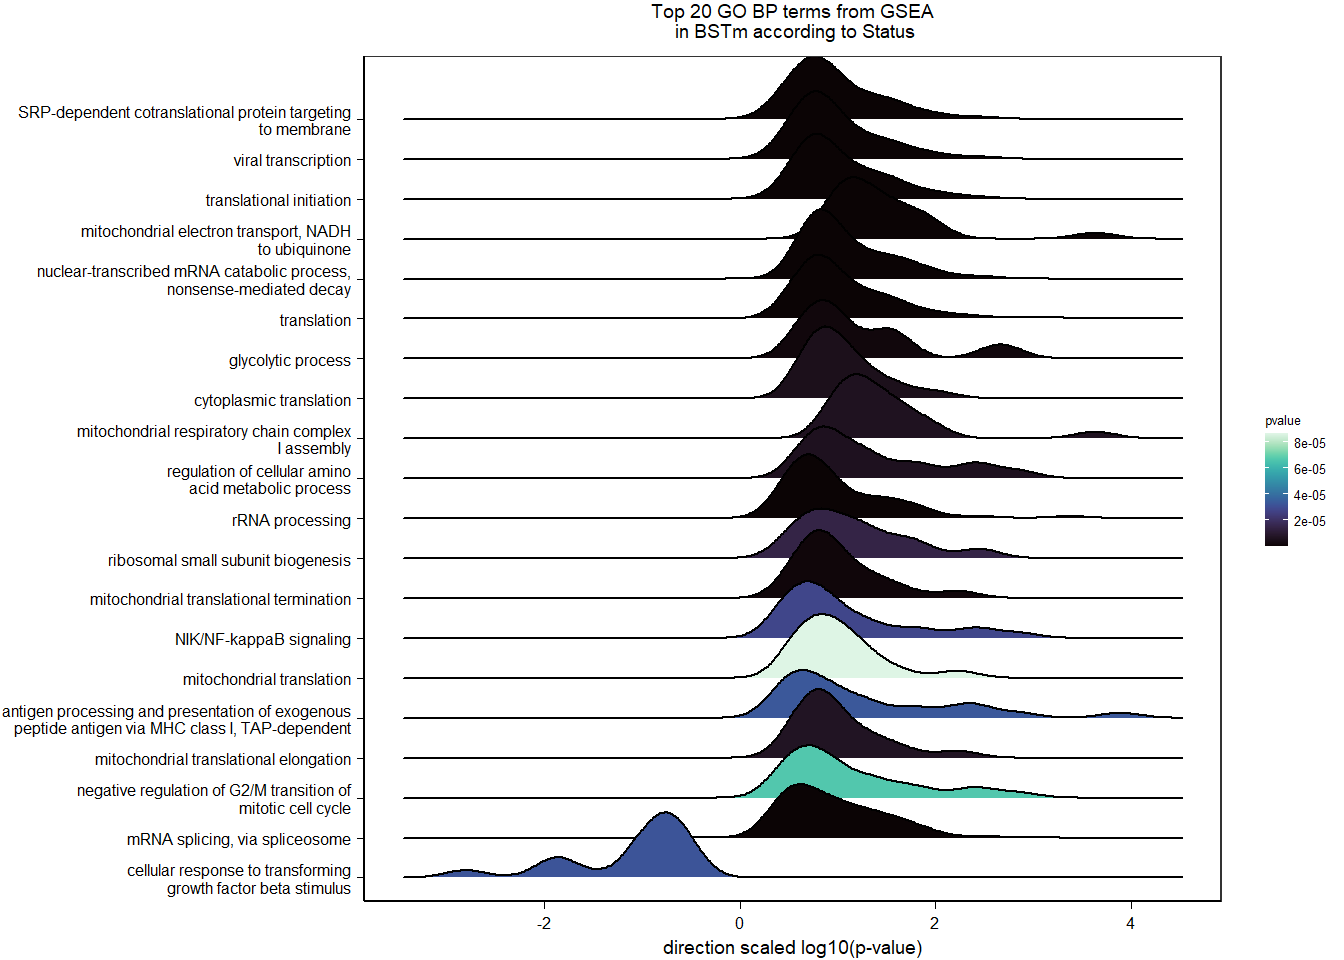 Top 20 GO BP terms from GSEA
in BSTm according to Status
SRP-dependent cotranslational protein targeting
to membrane
viral transcription
translational initiation
mitochondrial electron transport, NADH
to ubiquinone
nuclear-transcribed mRNA catabolic process,
nonsense-mediated decay
translation
glycolytic process
cytoplasmic translation
mitochondrial respiratory chain complex
I assembly
regulation of cellular amino
acid metabolic process
rRNA processing
ribosomal small subunit biogenesis
mitochondrial translational termination
NIK/NF-kappaB signaling
mitochondrial translation
antigen processing and presentation of exogenous
peptide antigen via MHC class I, TAP-dependent
mitochondrial translational elongation
negative regulation of G2/M transition of
mitotic cell cycle
mRNA splicing, via spliceosome
cellular response to transforming
growth factor beta stimulus
-2 0 2 4
direction scaled log10(p-value)
pvalue
8e-05
6e-05
4e-05
2e-05